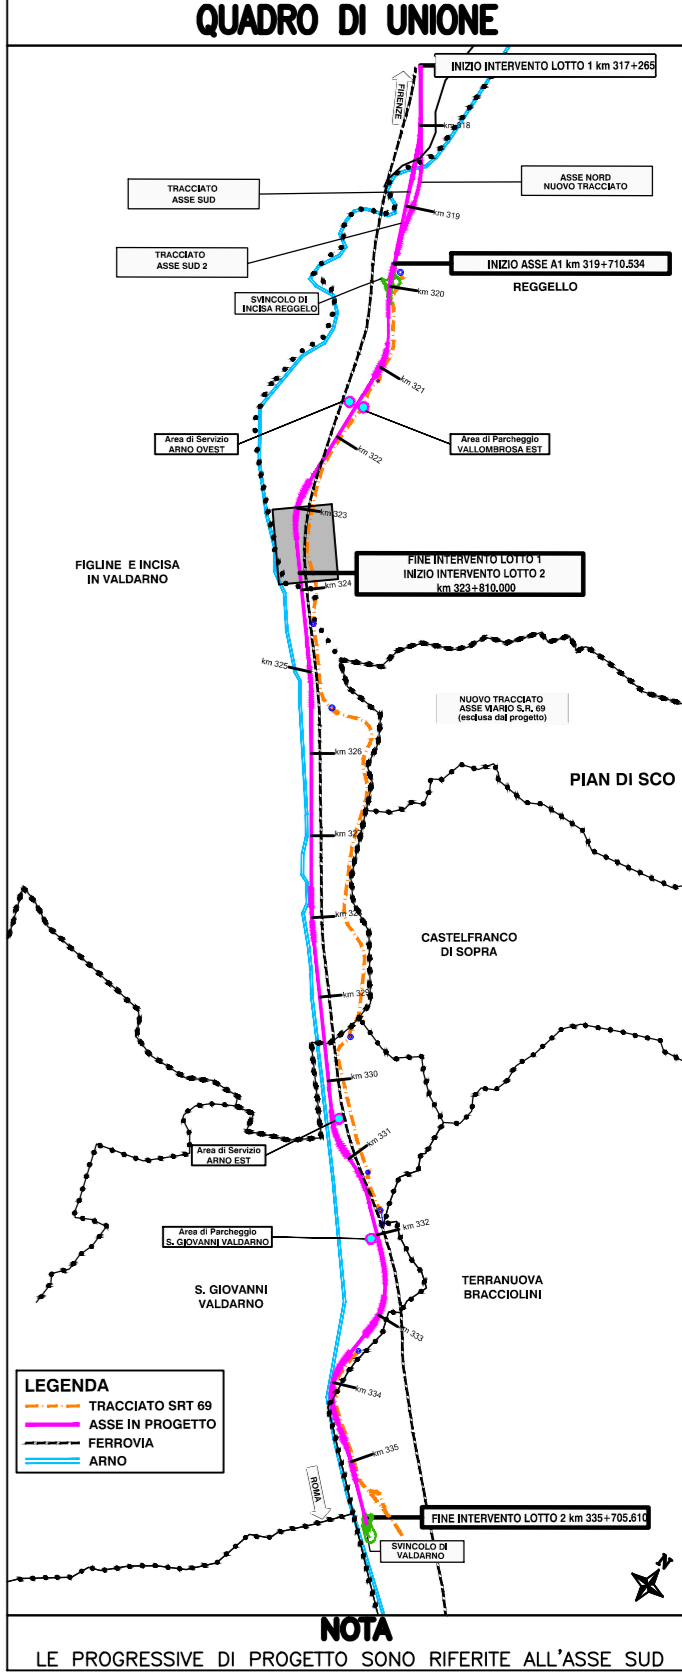 QUADRO DI UNIONE
INIZIO INTERVENTO LOTTO 1 km 317+265
FIRENZE
km 318
ASSE NORD
NUOVO TRACCIATO
TRACCIATO
ASSE SUD
km 319
TRACCIATO
ASSE SUD 2
INIZIO ASSE A1 km 319+710.534
REGGELLO
km 320
SVINCOLO DI
INCISA REGGELO
km 321
Area di Servizio
ARNO OVEST
Area di Parcheggio
VALLOMBROSA EST
km 322
km 323
FIGLINE E INCISA
IN VALDARNO
FINE INTERVENTO LOTTO 1
INIZIO INTERVENTO LOTTO 2
km 323+810.000
km 324
km 325
NUOVO TRACCIATO
ASSE VIARIO S.R. 69
(esclusa dal progetto)
km 326
PIAN DI SCO
km 327
km 328
CASTELFRANCO
DI SOPRA
km 329
km 330
km 331
Area di Servizio
ARNO EST
km 332
Area di Parcheggio
S. GIOVANNI VALDARNO
S. GIOVANNI
VALDARNO
TERRANUOVA
BRACCIOLINI
km 333
km 334
LEGENDA
TRACCIATO SRT 69
ASSE IN PROGETTO
FERROVIA
ARNO
km 335
ROMA
FINE INTERVENTO LOTTO 2 km 335+705.610
SVINCOLO DI
VALDARNO
N
NOTA
LE PROGRESSIVE DI PROGETTO SONO RIFERITE ALL'ASSE SUD